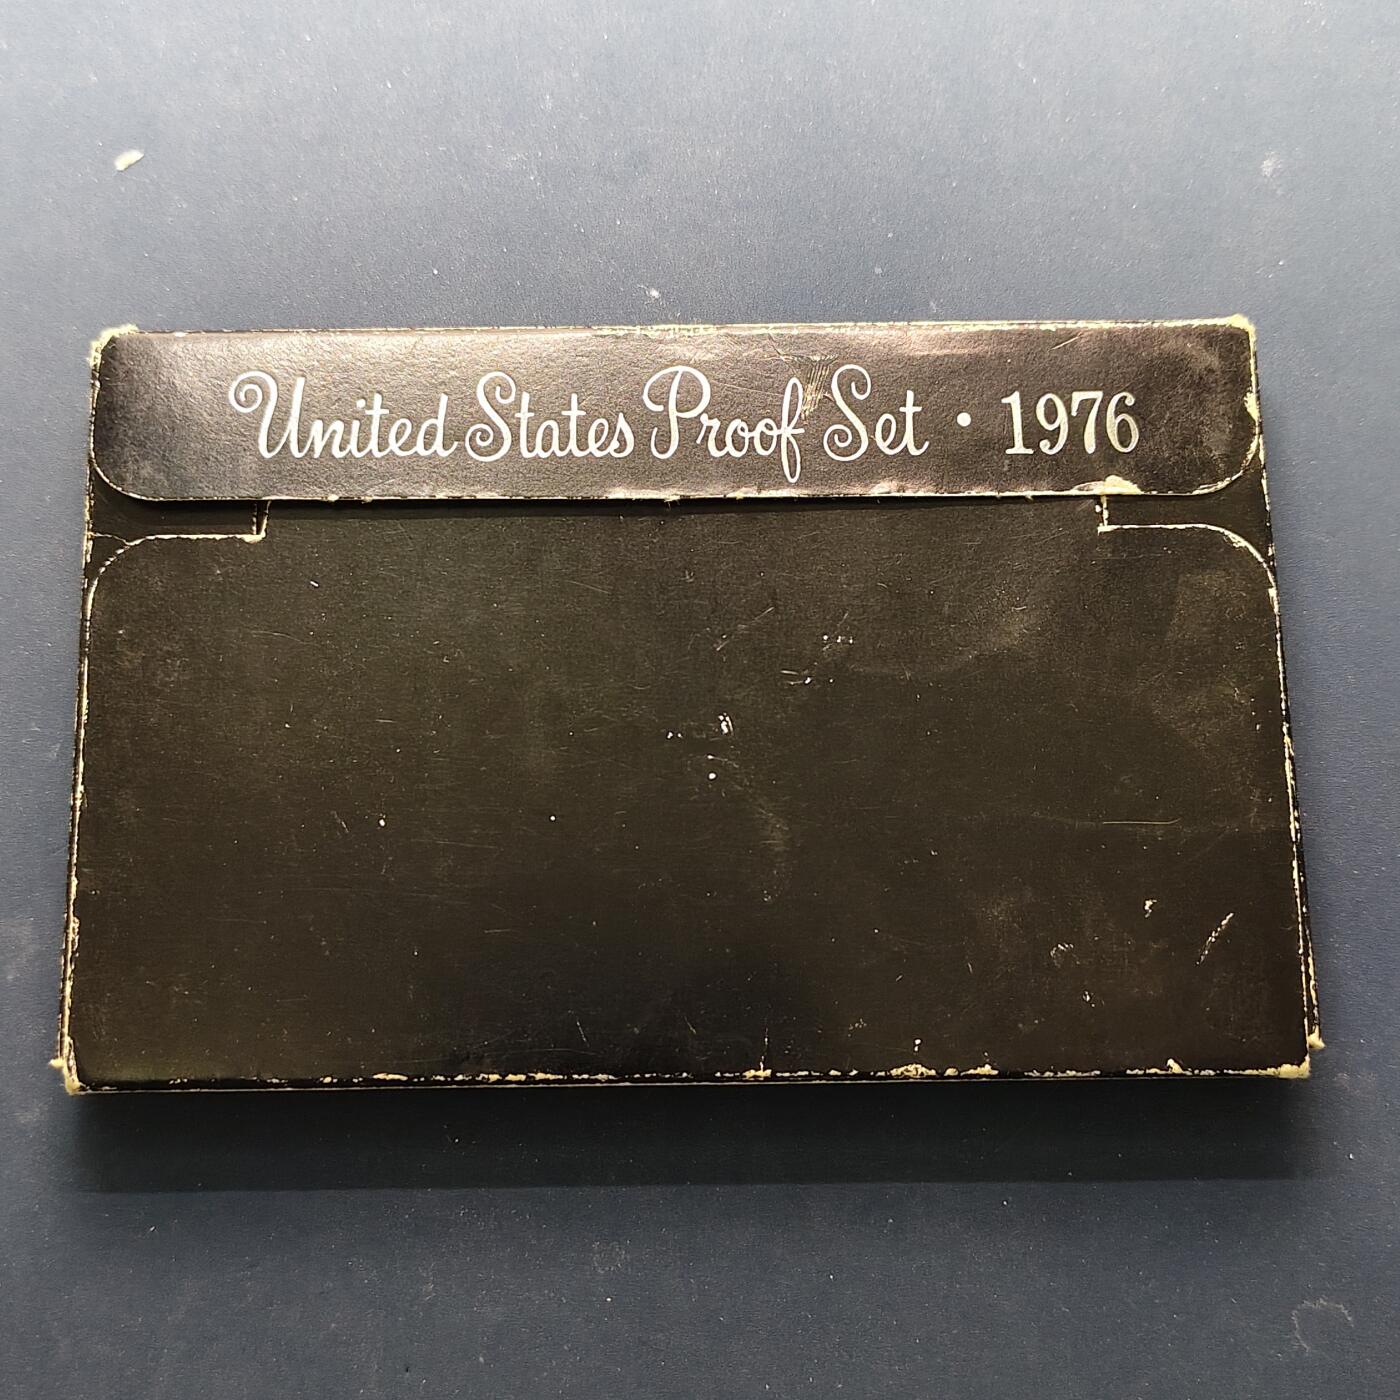 United States Proof Set • 1976